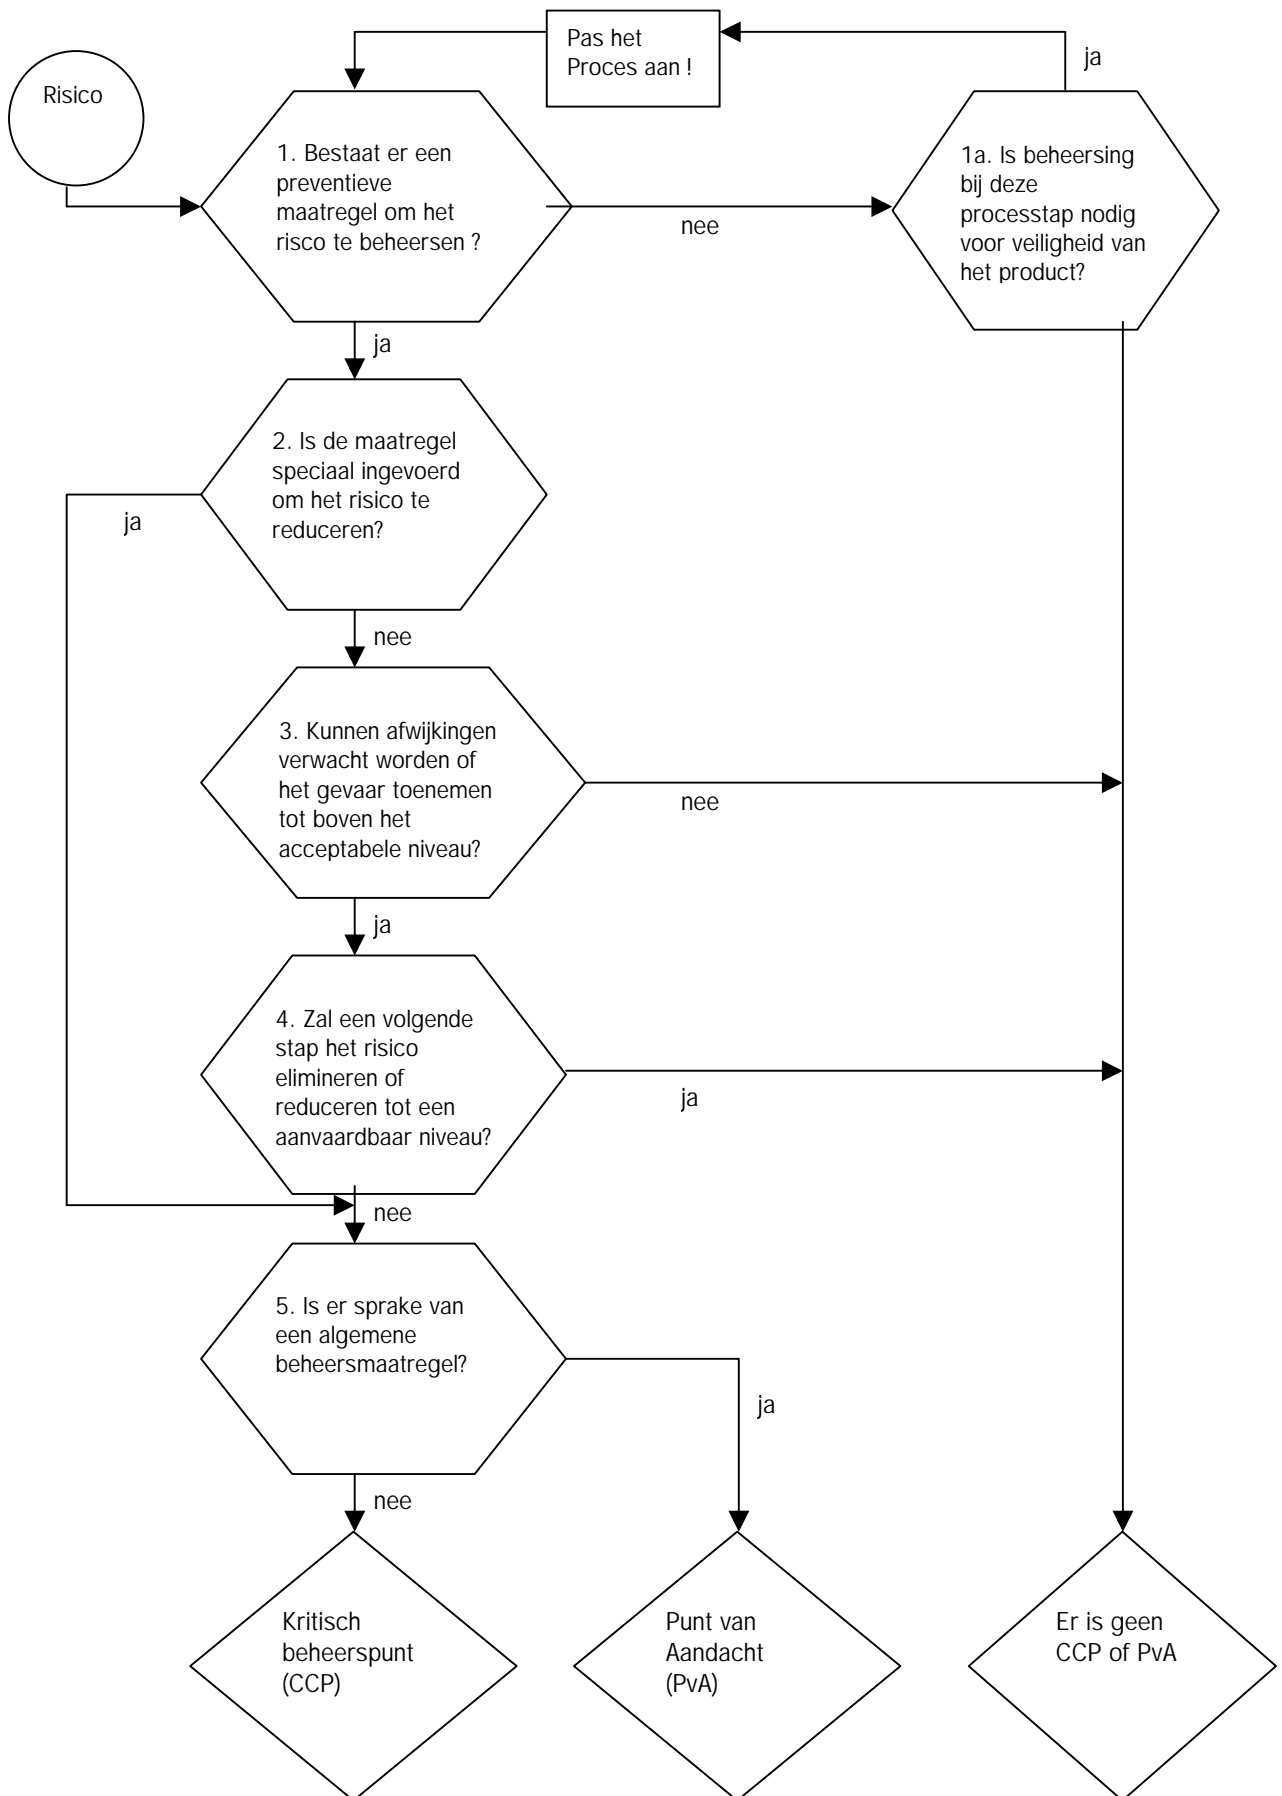 Pas het
Proces aan !
ja
Risico
1. Bestaat er een
preventieve
maatregel om het
risco te beheersen ?
nee
1a. Is beheersing
bij deze
processtap nodig
voor veiligheid van
het product?
ja
2. Is de maatregel
speciaal ingevoerd
om het risico te
reduceren?
ja
nee
3. Kunnen afwijkingen
verwacht worden of
het gevaar toenemen
tot boven het
acceptabele niveau?
nee
ja
4. Zal een volgende
stap het risico
elimineren of
reduceren tot een
aanvaardbaar niveau?
ja
nee
5. Is er sprake van
een algemene
beheersmaatregel?
ja
nee
Kritisch
beheerspunt
(CCP)
Punt van
Aandacht
(PvA)
Er is geen
CCP of PvA